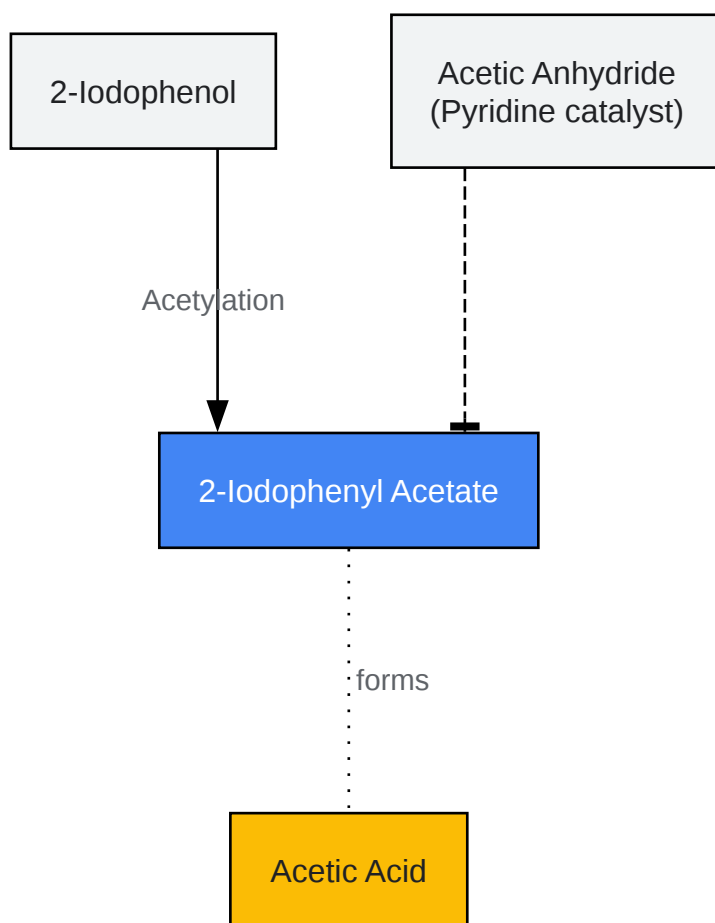 2-Iodophenol
Acetic Anhydride
(Pyridine catalyst)
Acetylation
2-Iodophenyl Acetate
forms
Acetic Acid